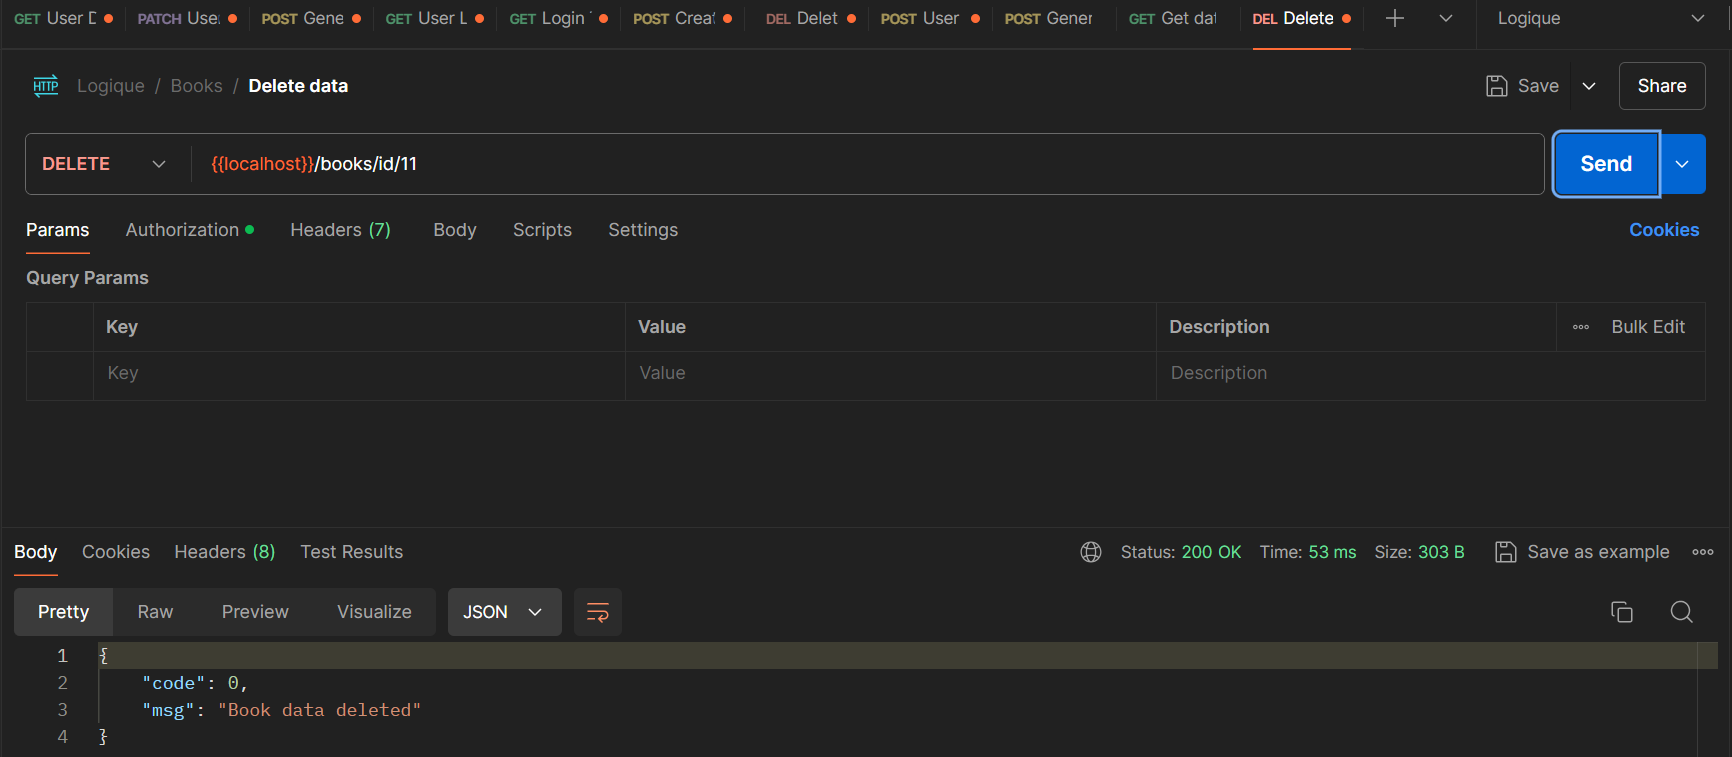 GET User D PATCH Use POST Gene GET User L GET Login POST Crea DEL Delet POST User POST Gener GET Get dat DEL Delete Logique
HTTP Logique / Books / Delete data Save Share
DELETE {{localhost}}/books/id/11 Send
Params Authorization Headers (7) Body Scripts Settings Cookies
Query Params
Key Value Description Bulk Edit
Key Value Description
Body Cookies Headers (8) Test Results Status: 200 OK Time: 53 ms Size: 303 B Save as example
Pretty Raw Preview Visualize JSON
1 {
2 "code": 0,
3 "msg": "Book data deleted"
4 }